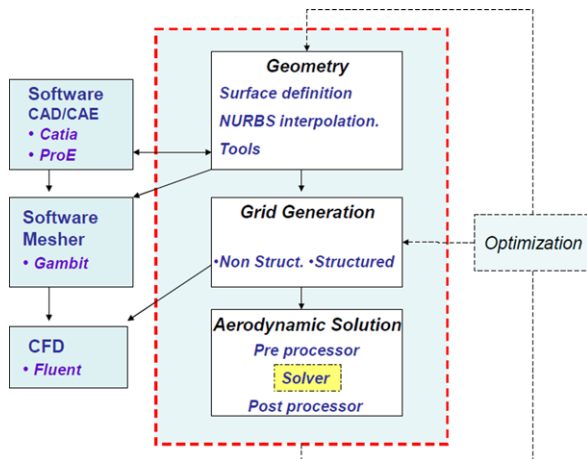 Geometry
Surface definition
NURBS interpolation.
Tools
Software
CAD/CAE
• Catia
• ProE
Software
Mesher
• Gambit
CFD
• Fluent
Grid Generation
•Non Struct. •Structured
Aerodynamic Solution
Pre processor
Solver
Post processor
Optimization